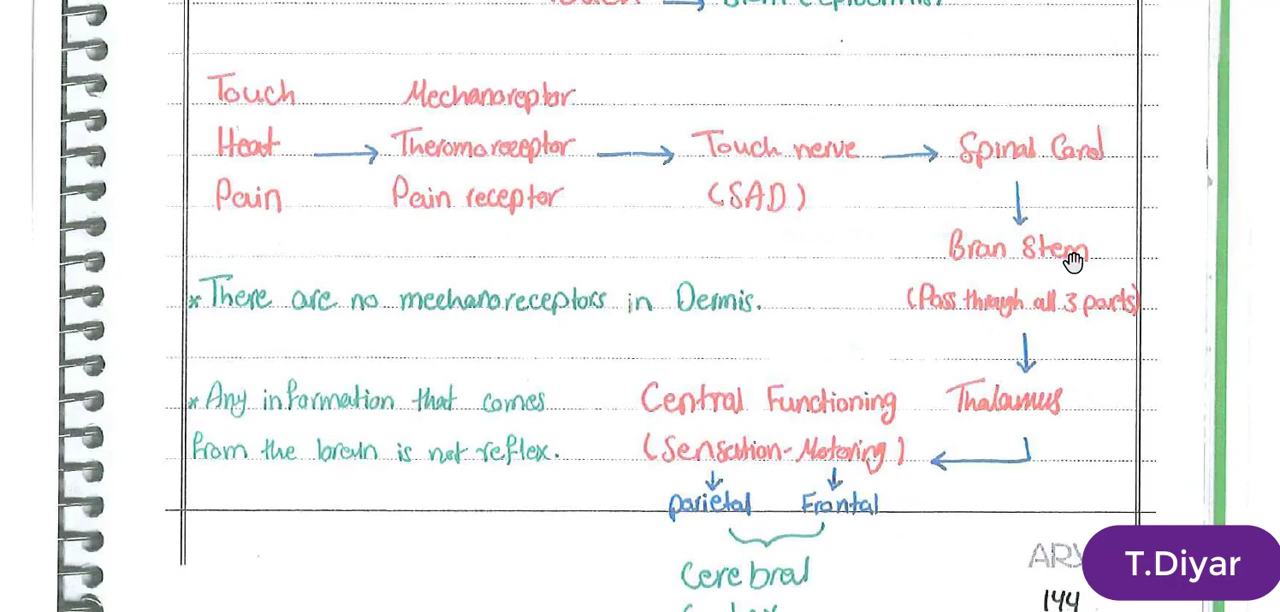 Touch Mechanoreptor
Heat → Theromoreceptor → Touch nerve → Spinal Cord
Pain Pain receptor (SAD)
Bran Stem
*There are no mechanoreceptors in Dermis. (Pass through all 3 parts)
*Any information that comes Central Functioning Thalamus
from the brain is not reflex. (Sensation-Motoring)
parietal Frontal
Cerebral
T.Diyar
144